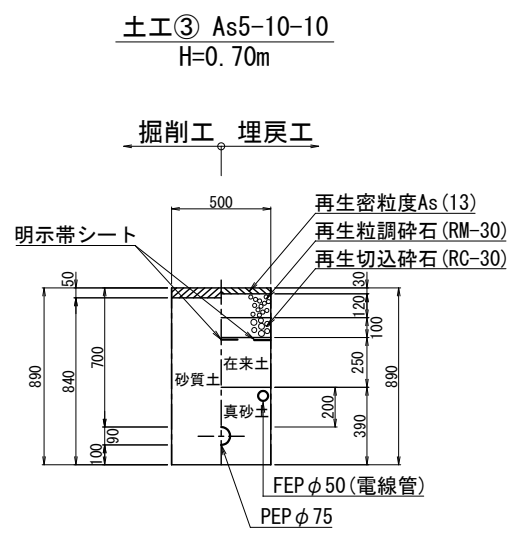 土工③ As5-10-10
H=0.70m
掘削工 埋戻工
500
再生密粒度As(13)
再生粒調砕石(RM-30)
再生切込砕石(RC-30)
明示帯シート
50
30
120
100
700
890
840
250
890
在来土
砂質土
200
390
真砂土
90
100
FEPφ50(電線管)
PEPφ75